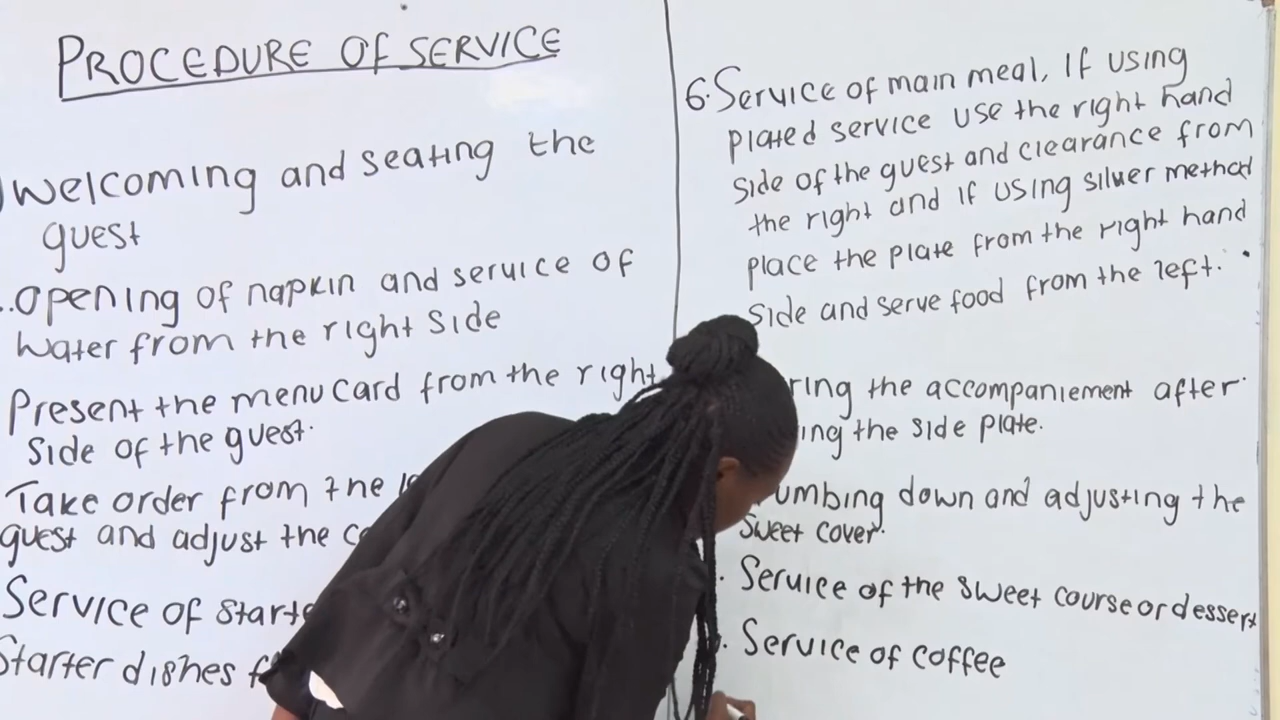 PROCEDURE OF SERVICE
welcoming and seating the
guest
Opening of napkin and service of
water from the right side
Present the menu card from the right
side of the guest.
Take order from the
guest and adjust the
Service of
Starter dishes
6. Service of main meal, If using
plated service use the right hand
side of the guest and clearance from
the right and if using silver method
place the plate from the right hand
side and serve food from the left.
the accompaniement after
the side plate.
down and adjusting the
sweet cover.
Service of the sweet course or dessert
Service of coffee